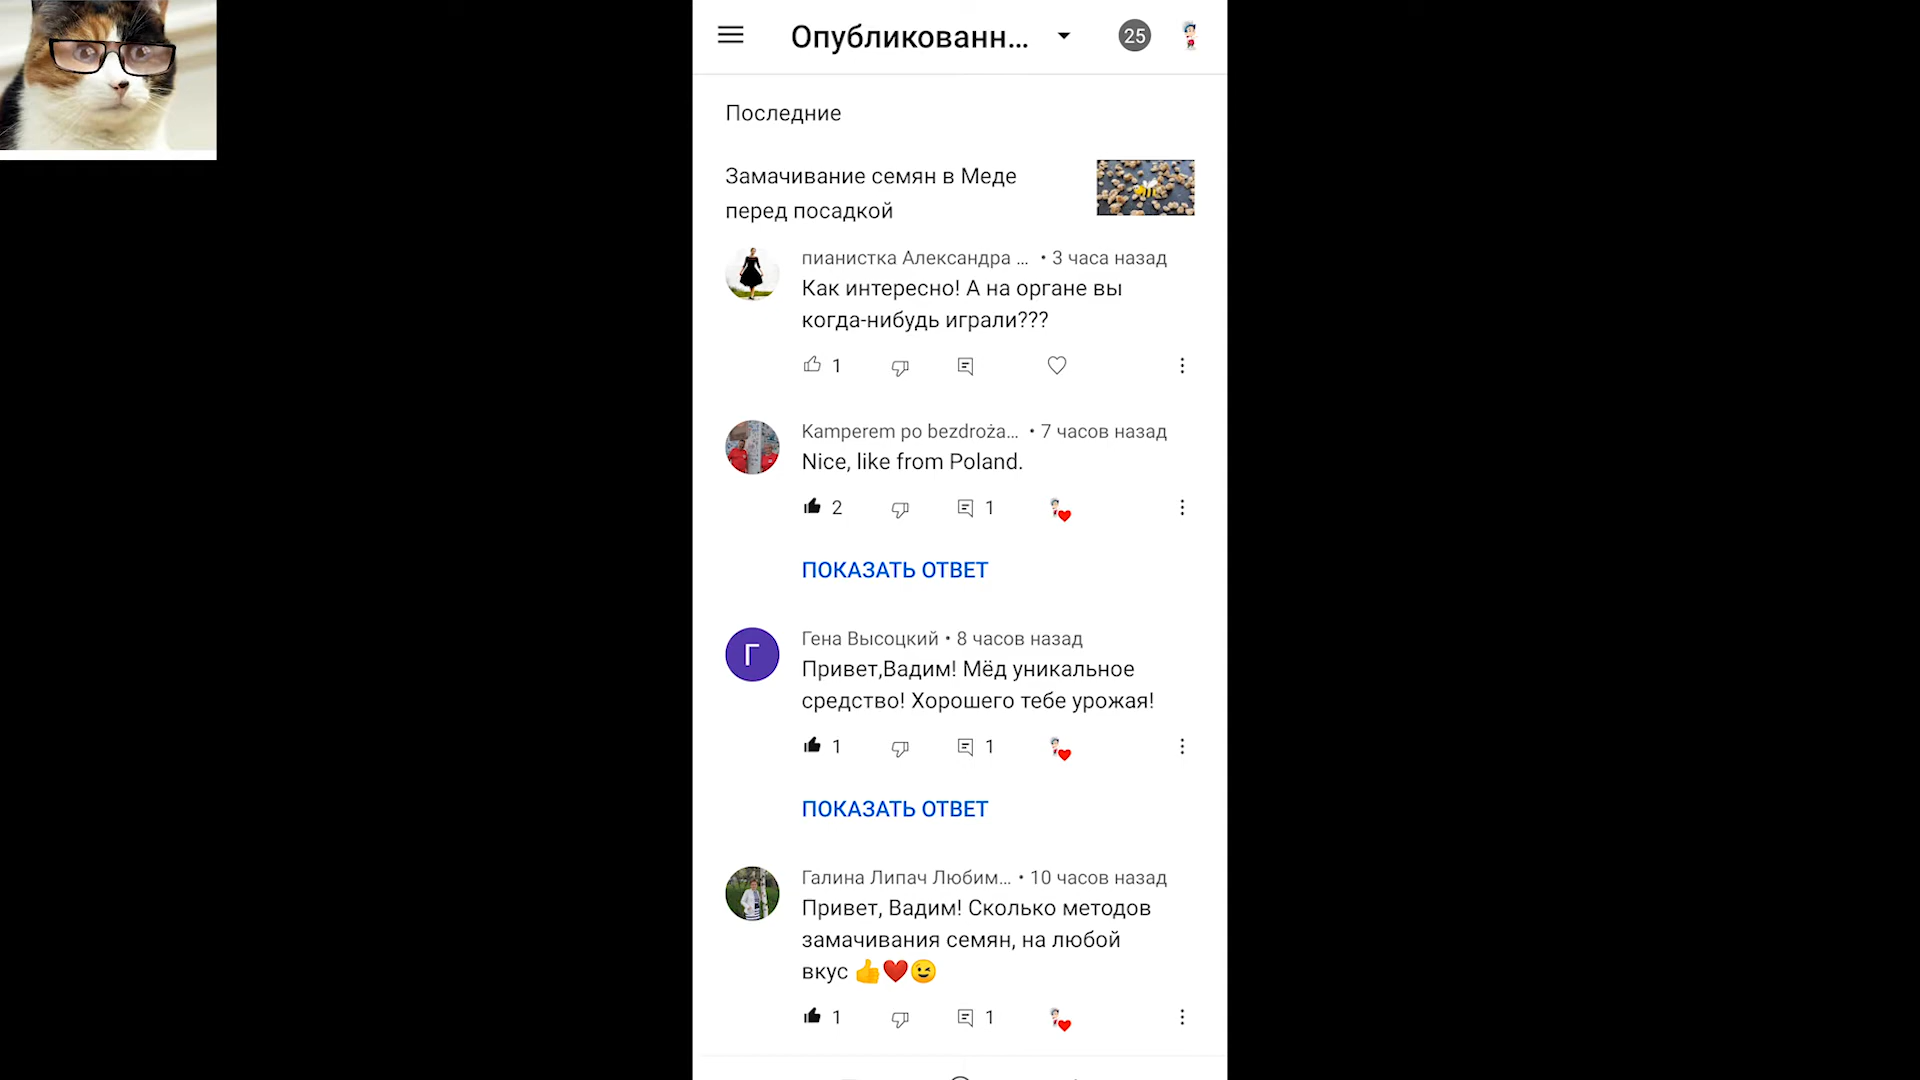 Опубликованн...
25
Последние
Замачивание семян в Меде
перед посадкой
пианистка Александра ... • 3 часа назад
Как интересно! А на органе вы
когда-нибудь играли???
1
Kamperem po bezdroża... • 7 часов назад
Nice, like from Poland.
2 1
ПОКАЗАТЬ ОТВЕТ
Г
Гена Высоцкий • 8 часов назад
Привет,Вадим! Мёд уникальное
средство! Хорошего тебе урожая!
1 1
ПОКАЗАТЬ ОТВЕТ
Галина Липач Любим... • 10 часов назад
Привет, Вадим! Сколько методов
замачивания семян, на любой
вкус 👍❤️😉
1 1